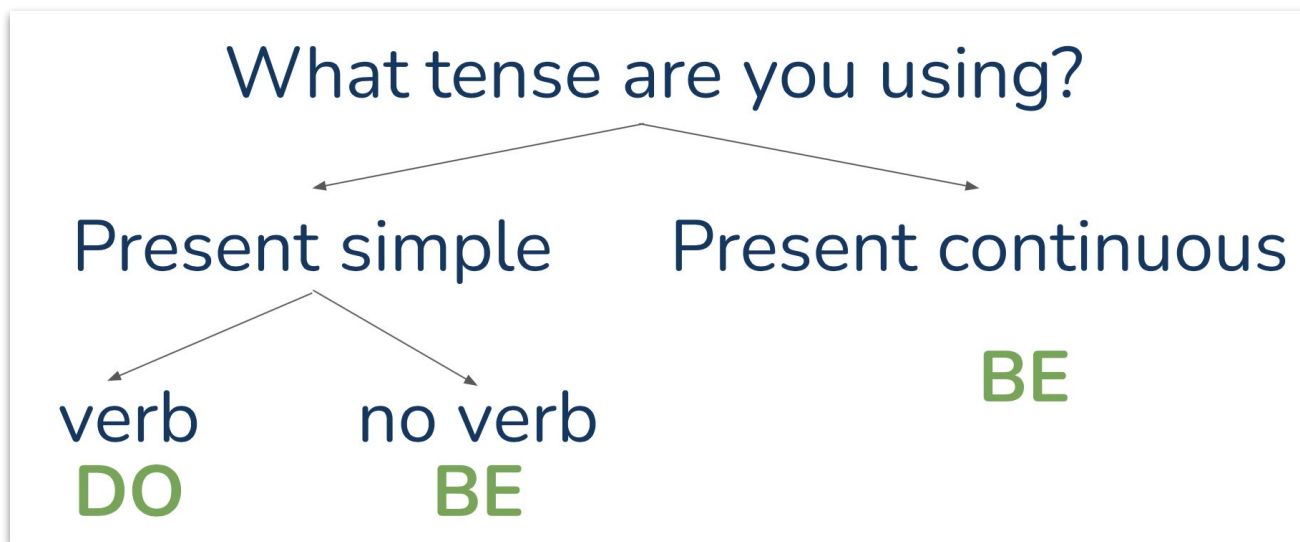 What tense are you using?
Present simple
Present continuous
BE
verb
no verb
DO
BE